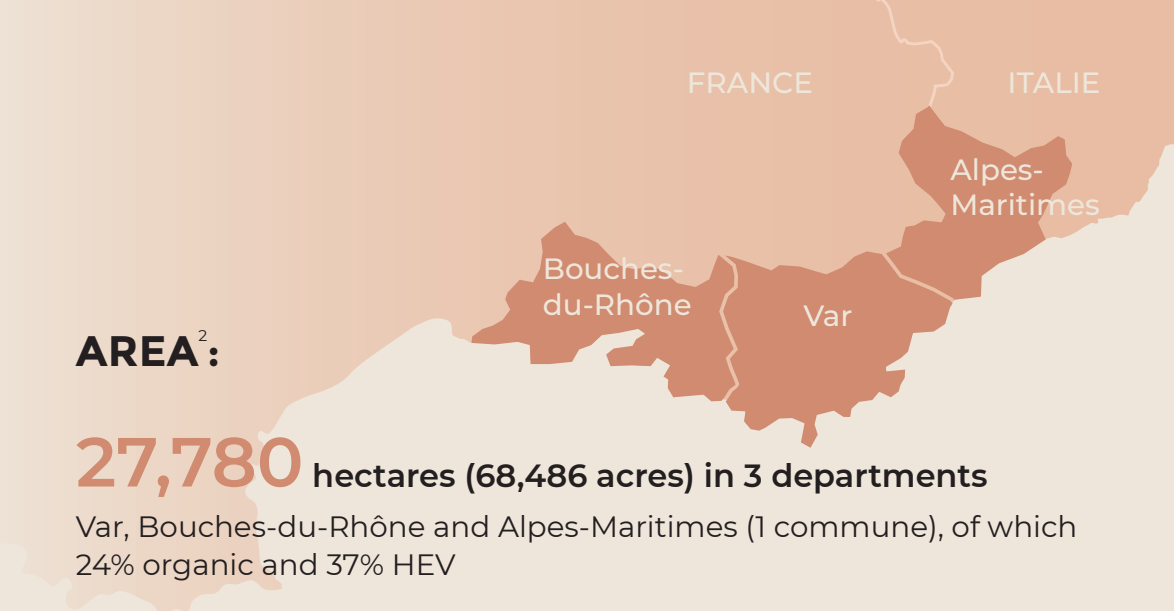 FRANCE
ITALIE
Alpes-
Maritimes
Bouches-
du-Rhône
Var
AREA²:
27,780 hectares (68,486 acres) in 3 departments
Var, Bouches-du-Rhône and Alpes-Maritimes (1 commune), of which
24% organic and 37% HEV